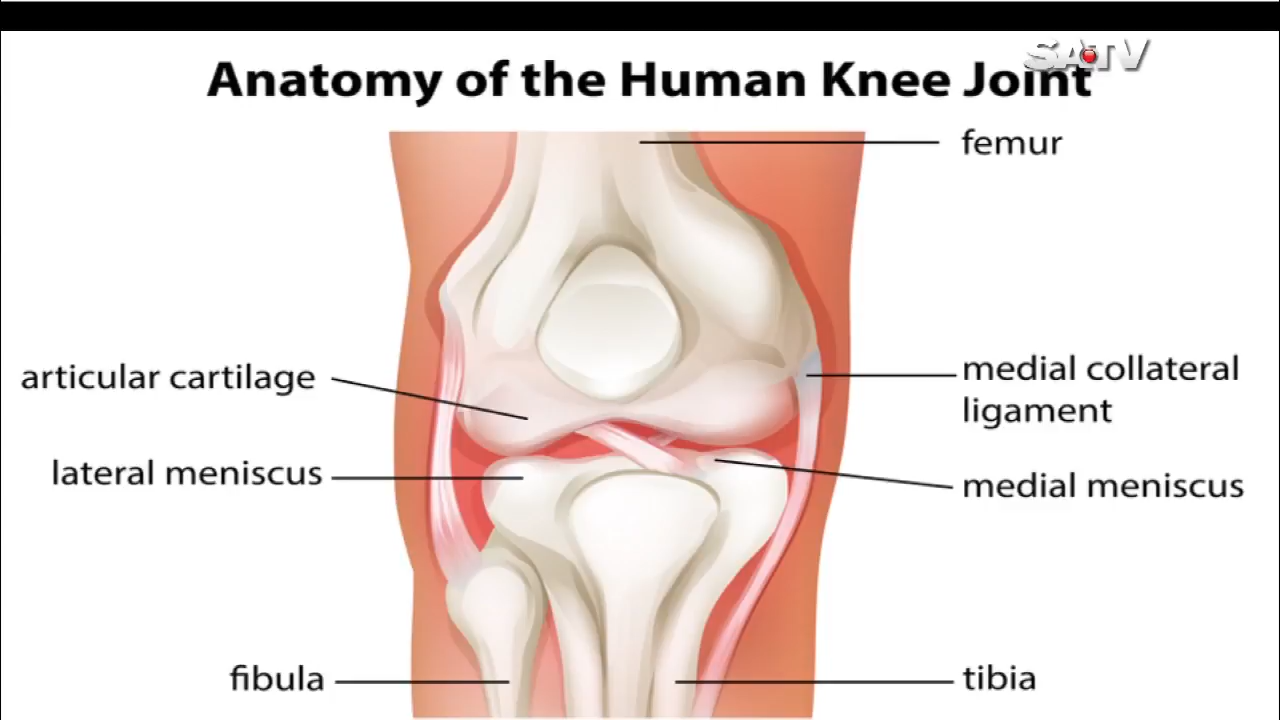 SATV
Anatomy of the Human Knee Joint
femur
articular cartilage
medial collateral
ligament
lateral meniscus
medial meniscus
fibula
tibia